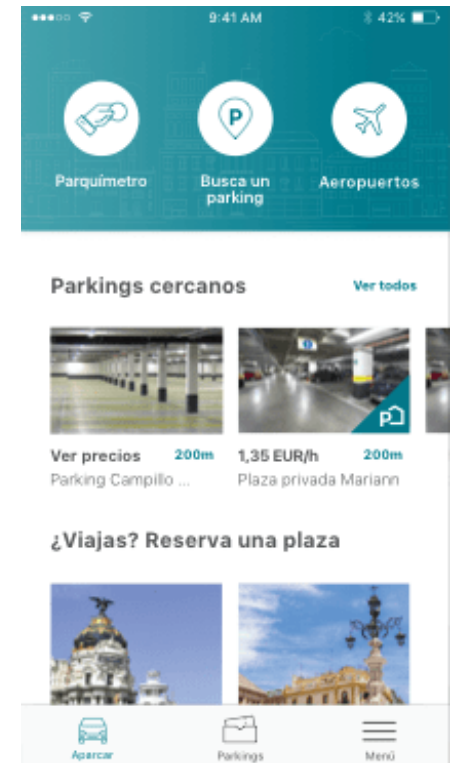 9:41 AM
42%
P
Parquímetro
Busca un
parking
Aeropuertos
Parkings cercanos
Ver todos
P
Ver precios 200m
1,35 EUR/h 200m
Parking Campillo ...
Plaza privada Mariann
¿Viajas? Reserva una plaza
Aparcar
Parkings
Menú